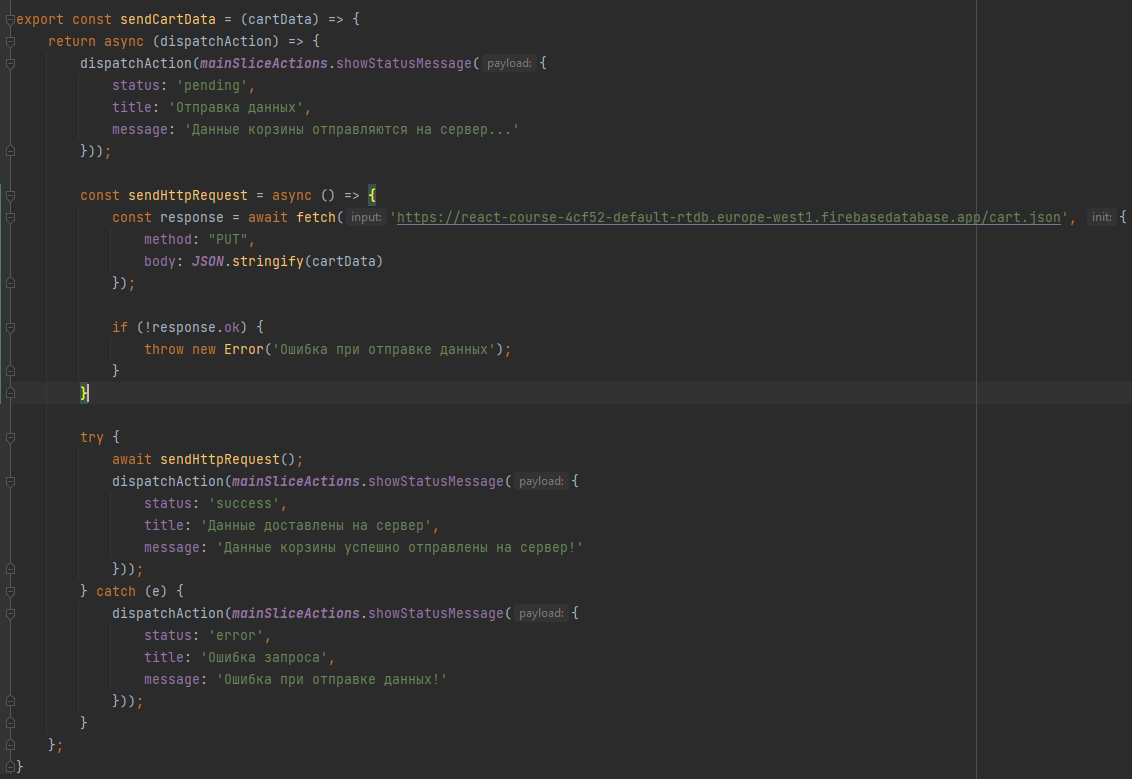 export const sendCartData = (cartData) => {
return async (dispatchAction) => {
dispatchAction(mainSliceActions.showStatusMessage( payload: {
status: 'pending',
title: 'Отправка данных',
message: 'Данные корзины отправляются на сервер...'
}));
const sendHttpRequest = async () => {
const response = await fetch( input: 'https://react-course-4cf52-default-rtdb.europe-west1.firebasedatabase.app/cart.json', init: {
method: "PUT",
body: JSON.stringify(cartData)
});
if (!response.ok) {
throw new Error('Ошибка при отправке данных');
}
}
try {
await sendHttpRequest();
dispatchAction(mainSliceActions.showStatusMessage( payload: {
status: 'success',
title: 'Данные доставлены на сервер',
message: 'Данные корзины успешно отправлены на сервер!'
}));
} catch (e) {
dispatchAction(mainSliceActions.showStatusMessage( payload: {
status: 'error',
title: 'Ошибка запроса',
message: 'Ошибка при отправке данных!'
}));
}
};
}